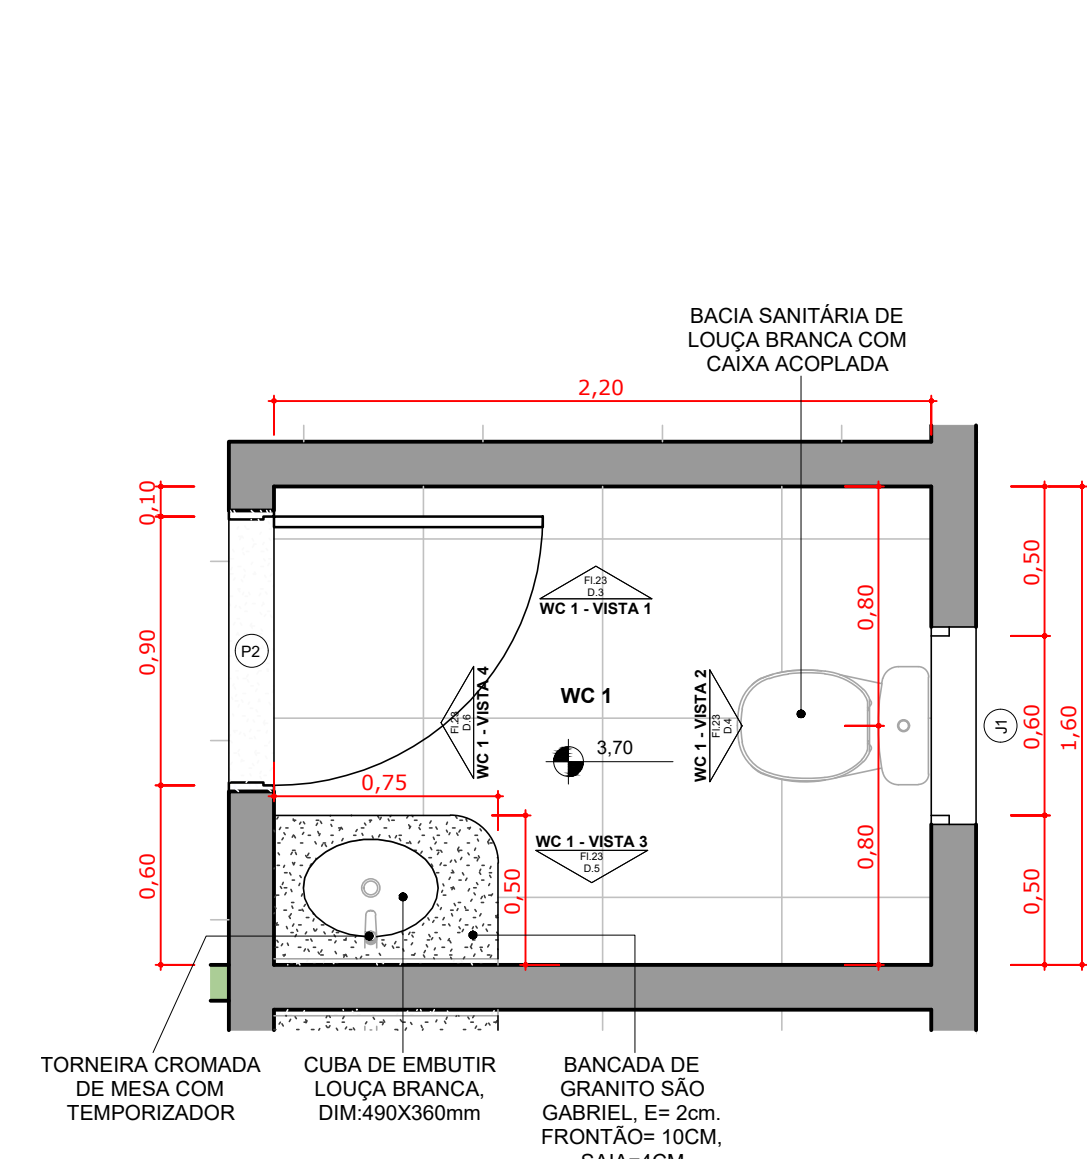 BACIA SANITÁRIA DE
LOUÇA BRANCA COM
CAIXA ACOPLADA
2,20
0,10
0,90
0,60
P2
Fl.23
D.3
WC 1 - VISTA 1
WC 1 - VISTA 4
Fl.23
D.6
WC 1
3,70
WC 1 - VISTA 2
Fl.23
D.4
0,80
0,80
0,50
0,60
0,50
1,60
J1
0,75
0,50
WC 1 - VISTA 3
Fl.23
D.5
TORNEIRA CROMADA
DE MESA COM
TEMPORIZADOR
CUBA DE EMBUTIR
LOUÇA BRANCA,
DIM:490X360mm
BANCADA DE
GRANITO SÃO
GABRIEL, E= 2cm.
FRONTÃO= 10CM,
SAIA=4CM